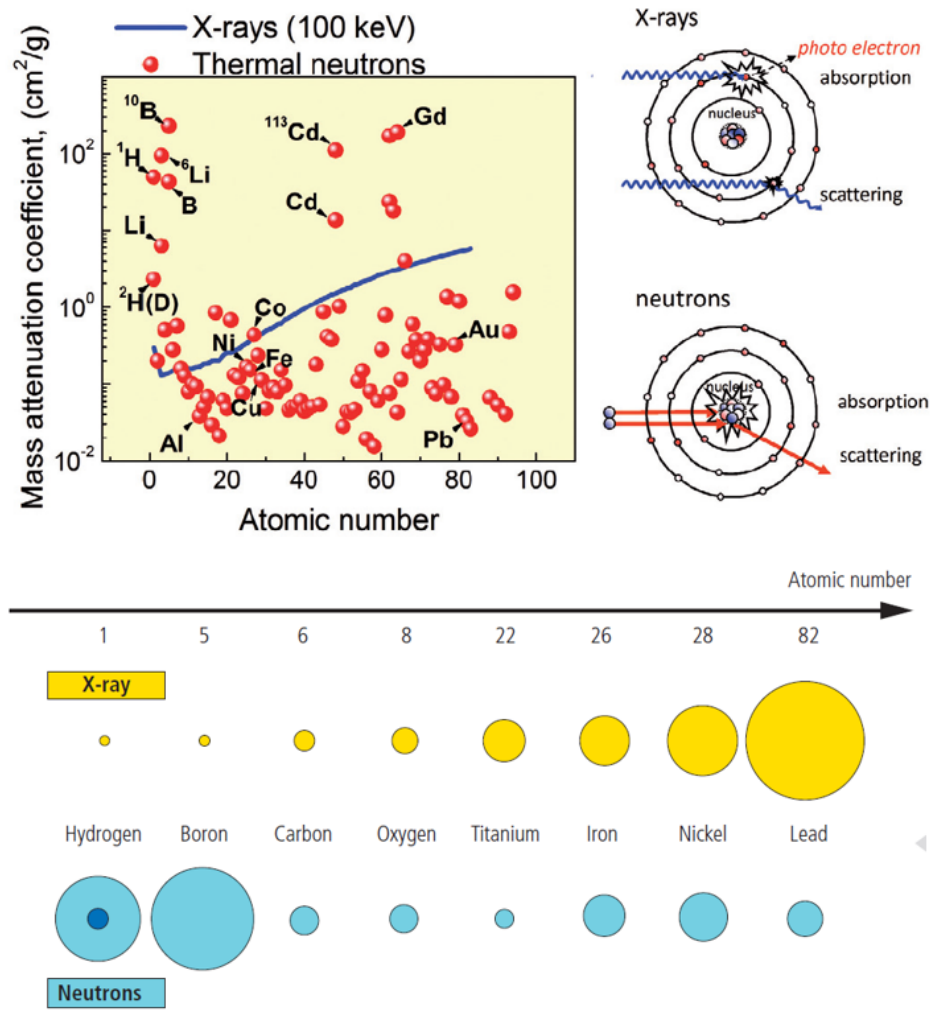 X-rays (100 keV)
Thermal neutrons
Mass attenuation coefficient, (cm²/g)
10²
10⁰
10⁻²
0
20
40
60
80
100
Atomic number
¹⁰B
¹H
⁶Li
B
Li
²H(D)
¹¹³Cd
Gd
Cd
Co
Ni
Fe
Cu
Al
Au
Pb
X-rays
photo electron
absorption
nucleus
scattering
neutrons
nucleus
absorption
scattering
Atomic number
1 5 6 8 22 26 28 82
X-ray
Hydrogen Boron Carbon Oxygen Titanium Iron Nickel Lead
Neutrons